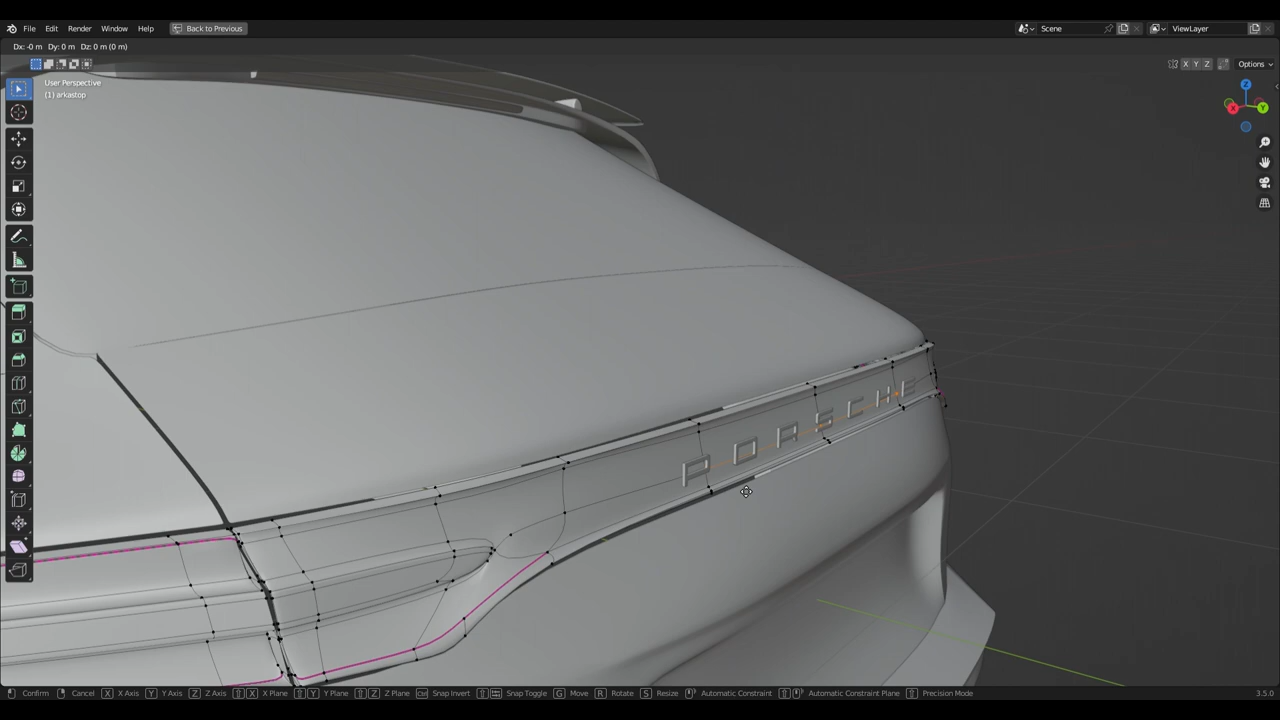 File Edit Render Window Help Back to Previous Scene ViewLayer
Dx: -0 m Dy: 0 m Dz: 0 m (0 m)
X Y Z Options
User Perspective
(1) arkastop
Z
X Y
PORSCHE
Confirm Cancel X X Axis Y Y Axis Z Z Axis X X Plane Y Y Plane Z Z Plane Ctrl Snap Invert Snap Toggle G Move R Rotate S Resize Automatic Constraint Automatic Constraint Plane Precision Mode 3.5.0